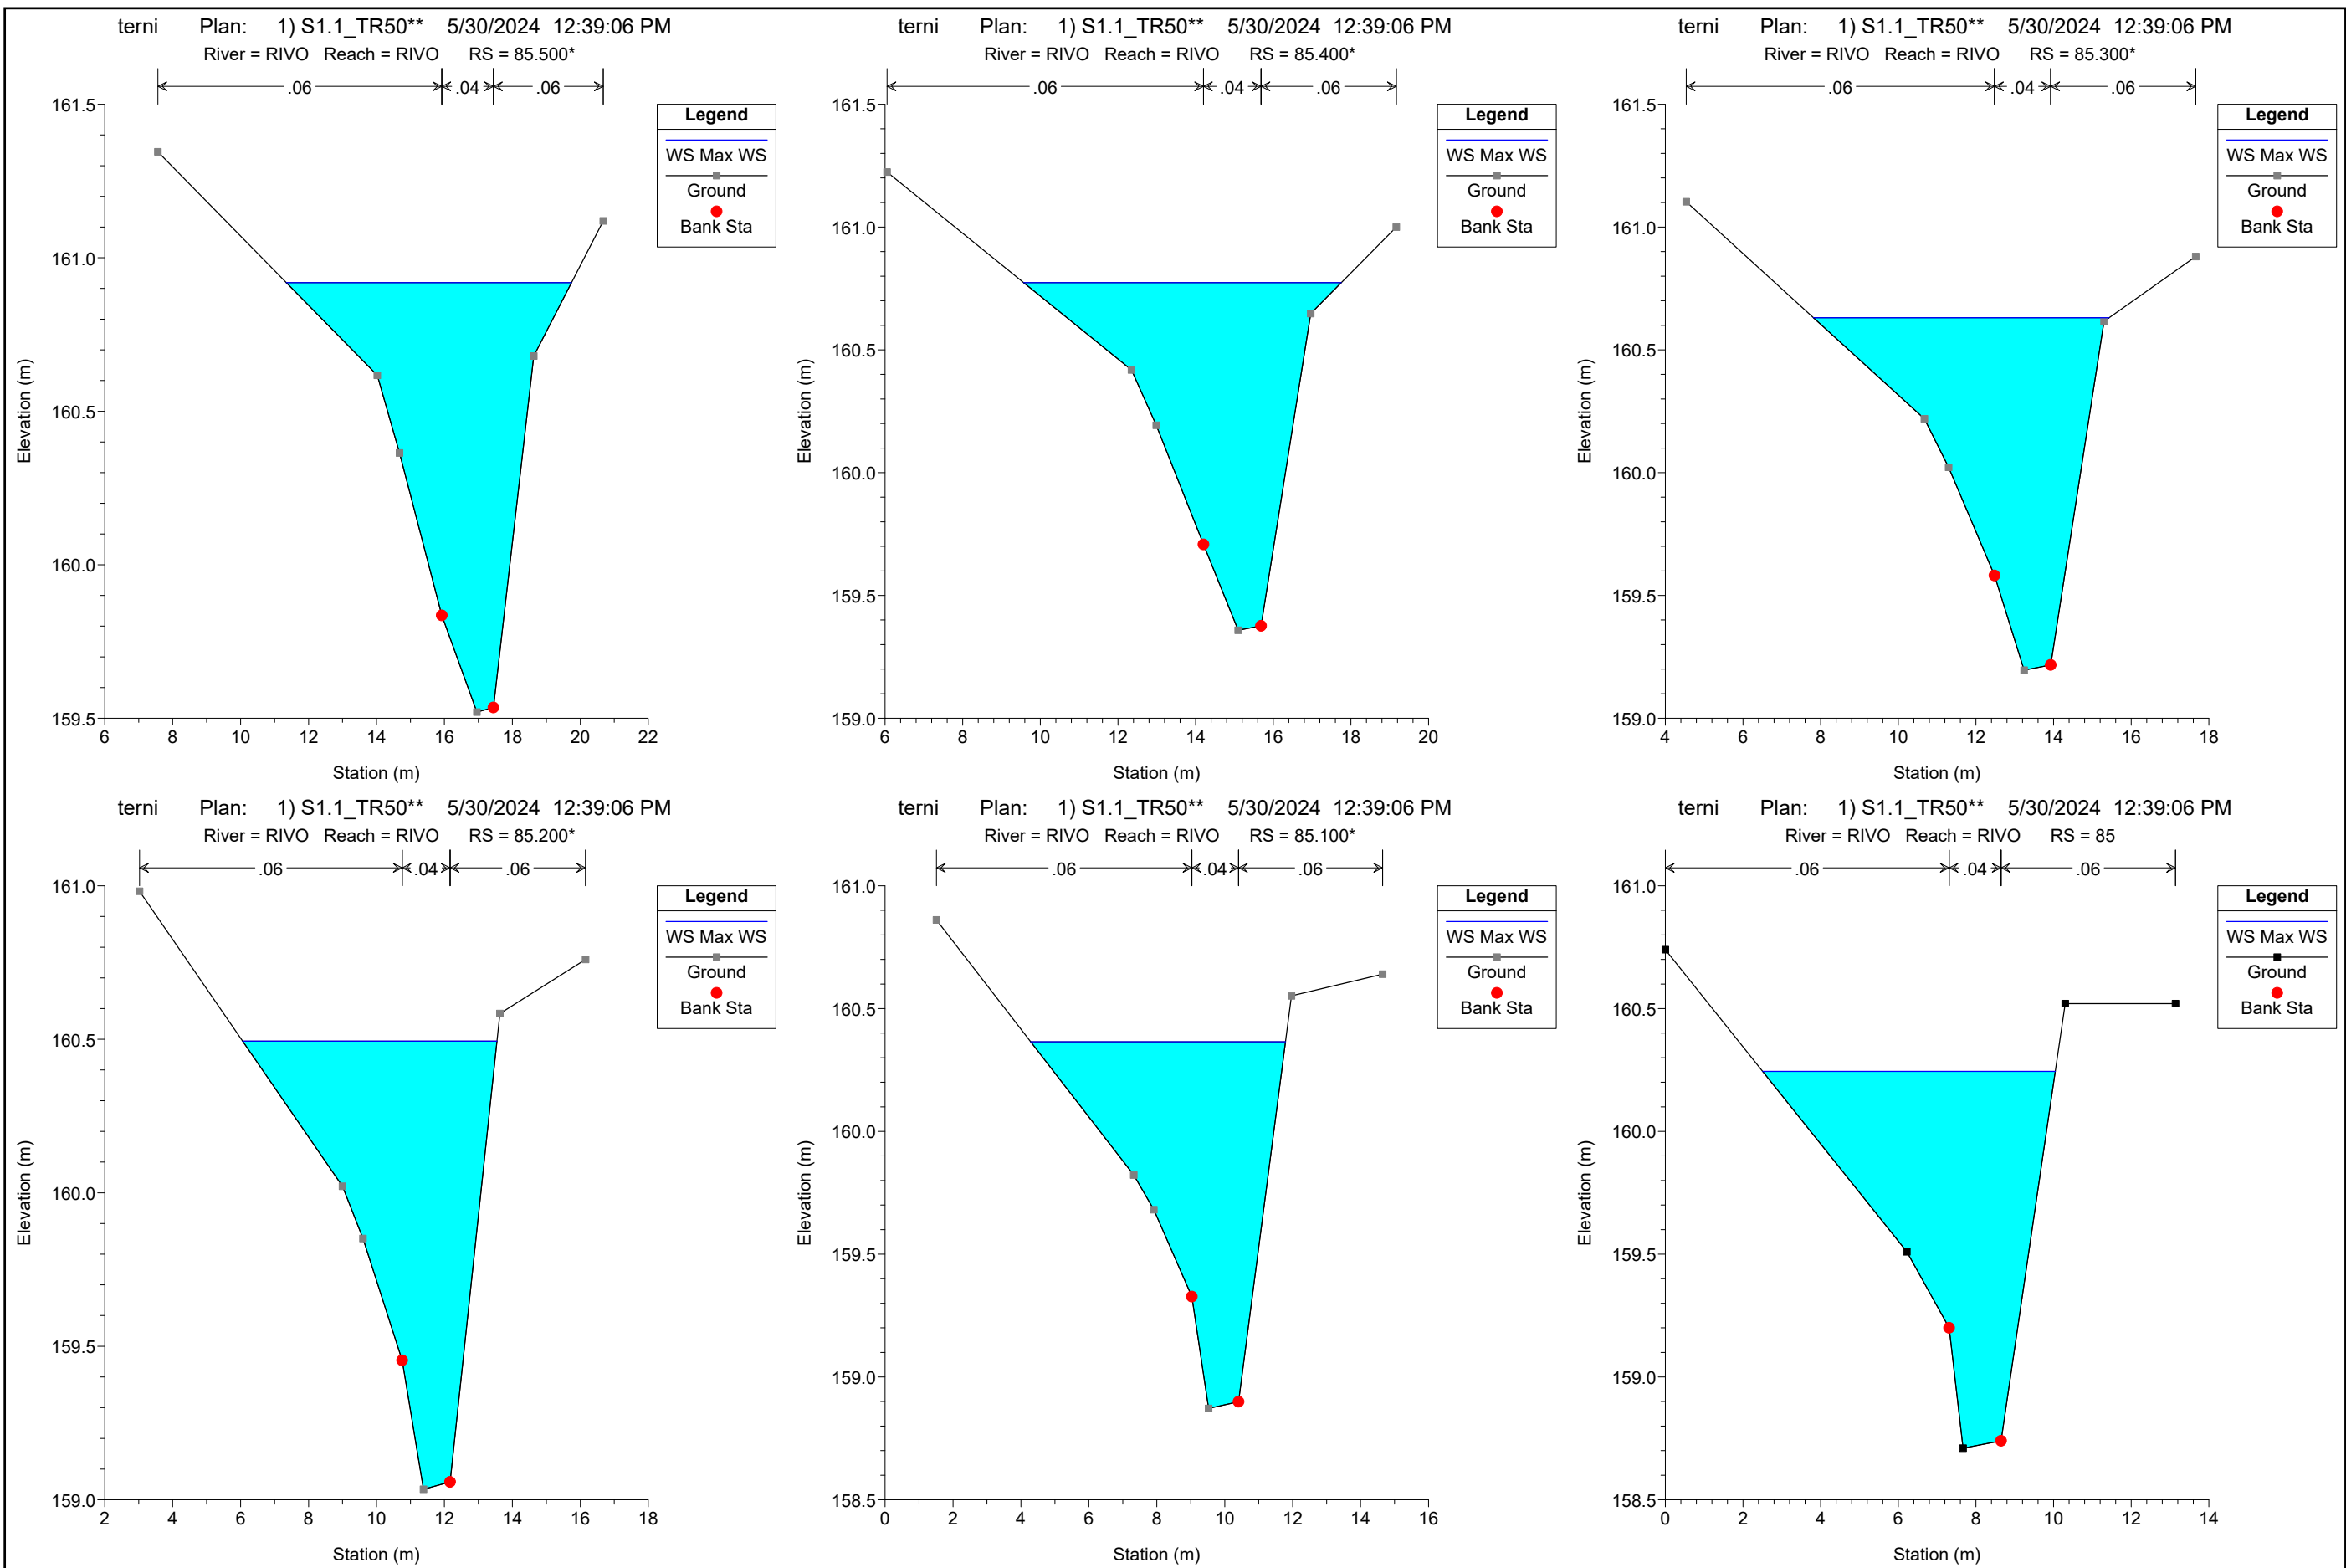 terni Plan: 1) S1.1_TR50** 5/30/2024 12:39:06 PM
River = RIVO Reach = RIVO RS = 85.500*
.06 .04 .06
161.5
161.0
160.5
160.0
159.5
6 8 10 12 14 16 18 20 22
Elevation (m)
Station (m)
Legend
WS Max WS
Ground
Bank Sta
terni Plan: 1) S1.1_TR50** 5/30/2024 12:39:06 PM
River = RIVO Reach = RIVO RS = 85.400*
.06 .04 .06
161.5
161.0
160.5
160.0
159.5
159.0
6 8 10 12 14 16 18 20
Elevation (m)
Station (m)
Legend
WS Max WS
Ground
Bank Sta
terni Plan: 1) S1.1_TR50** 5/30/2024 12:39:06 PM
River = RIVO Reach = RIVO RS = 85.300*
.06 .04 .06
161.5
161.0
160.5
160.0
159.5
159.0
4 6 8 10 12 14 16 18
Elevation (m)
Station (m)
Legend
WS Max WS
Ground
Bank Sta
terni Plan: 1) S1.1_TR50** 5/30/2024 12:39:06 PM
River = RIVO Reach = RIVO RS = 85.200*
.06 .04 .06
161.0
160.5
160.0
159.5
159.0
2 4 6 8 10 12 14 16 18
Elevation (m)
Station (m)
Legend
WS Max WS
Ground
Bank Sta
terni Plan: 1) S1.1_TR50** 5/30/2024 12:39:06 PM
River = RIVO Reach = RIVO RS = 85.100*
.06 .04 .06
161.0
160.5
160.0
159.5
159.0
158.5
0 2 4 6 8 10 12 14 16
Elevation (m)
Station (m)
Legend
WS Max WS
Ground
Bank Sta
terni Plan: 1) S1.1_TR50** 5/30/2024 12:39:06 PM
River = RIVO Reach = RIVO RS = 85
.06 .04 .06
161.0
160.5
160.0
159.5
159.0
158.5
0 2 4 6 8 10 12 14
Elevation (m)
Station (m)
Legend
WS Max WS
Ground
Bank Sta